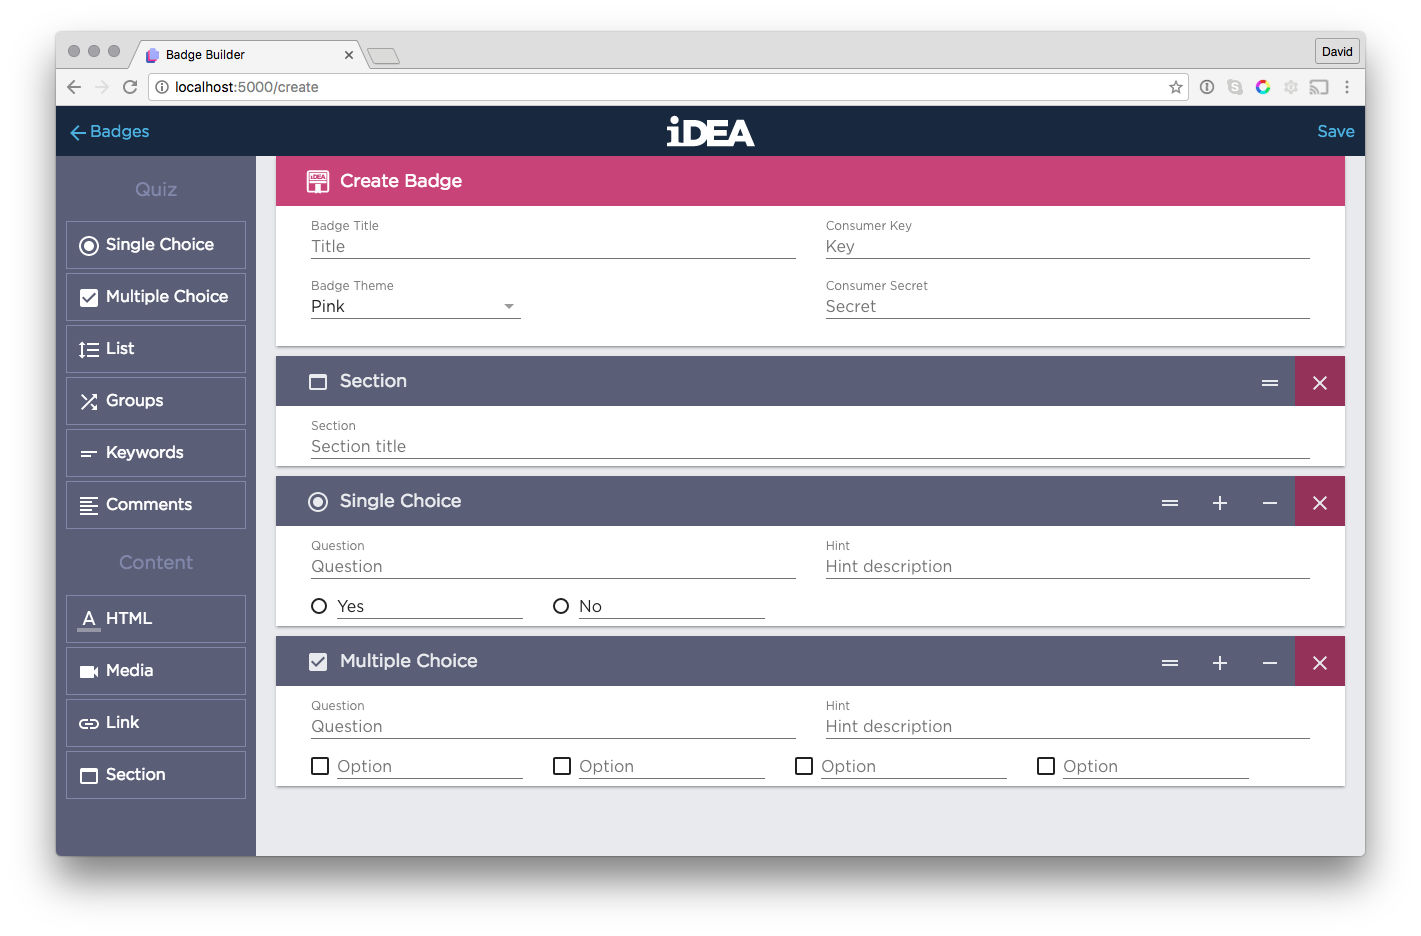 Badge Builder
David
localhost:5000/create
Badges
iDEA
Save
Quiz
Single Choice
Multiple Choice
List
Groups
Keywords
Comments
Content
HTML
Media
Link
Section
iDEA
Create Badge
Badge Title
Title
Consumer Key
Key
Badge Theme
Pink
Consumer Secret
Secret
Section
Section
Section title
Single Choice
Question
Question
Hint
Hint description
Yes
No
Multiple Choice
Question
Question
Hint
Hint description
Option
Option
Option
Option